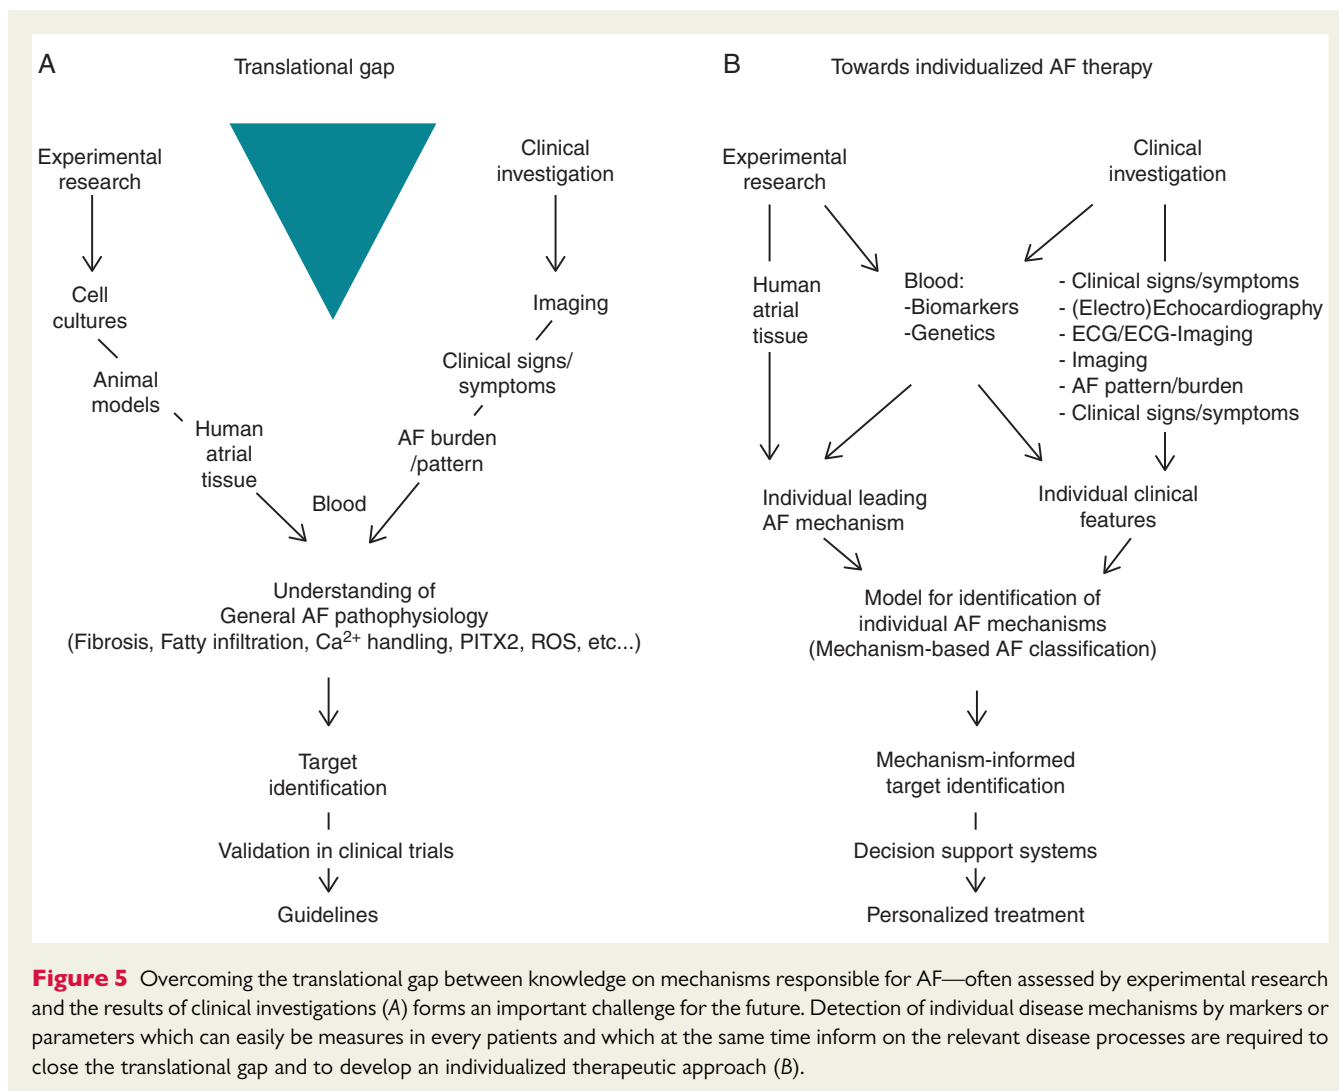 A
Translational gap
Experimental
research
Clinical
investigation
Cell
cultures
Imaging
Animal
models
Clinical signs/
symptoms
Human
atrial
tissue
AF burden
/pattern
Blood
Understanding of
General AF pathophysiology
(Fibrosis, Fatty infiltration, Ca2+ handling, PITX2, ROS, etc...)
Target
identification
Validation in clinical trials
Guidelines
B
Towards individualized AF therapy
Experimental
research
Clinical
investigation
Human
atrial
tissue
Blood:
-Biomarkers
-Genetics
- Clinical signs/symptoms
- (Electro)Echocardiography
- ECG/ECG-Imaging
- Imaging
- AF pattern/burden
- Clinical signs/symptoms
Individual leading
AF mechanism
Individual clinical
features
Model for identification of
individual AF mechanisms
(Mechanism-based AF classification)
Mechanism-informed
target identification
Decision support systems
Personalized treatment
Figure 5 Overcoming the translational gap between knowledge on mechanisms responsible for AF—often assessed by experimental research
and the results of clinical investigations (A) forms an important challenge for the future. Detection of individual disease mechanisms by markers or
parameters which can easily be measures in every patients and which at the same time inform on the relevant disease processes are required to
close the translational gap and to develop an individualized therapeutic approach (B).